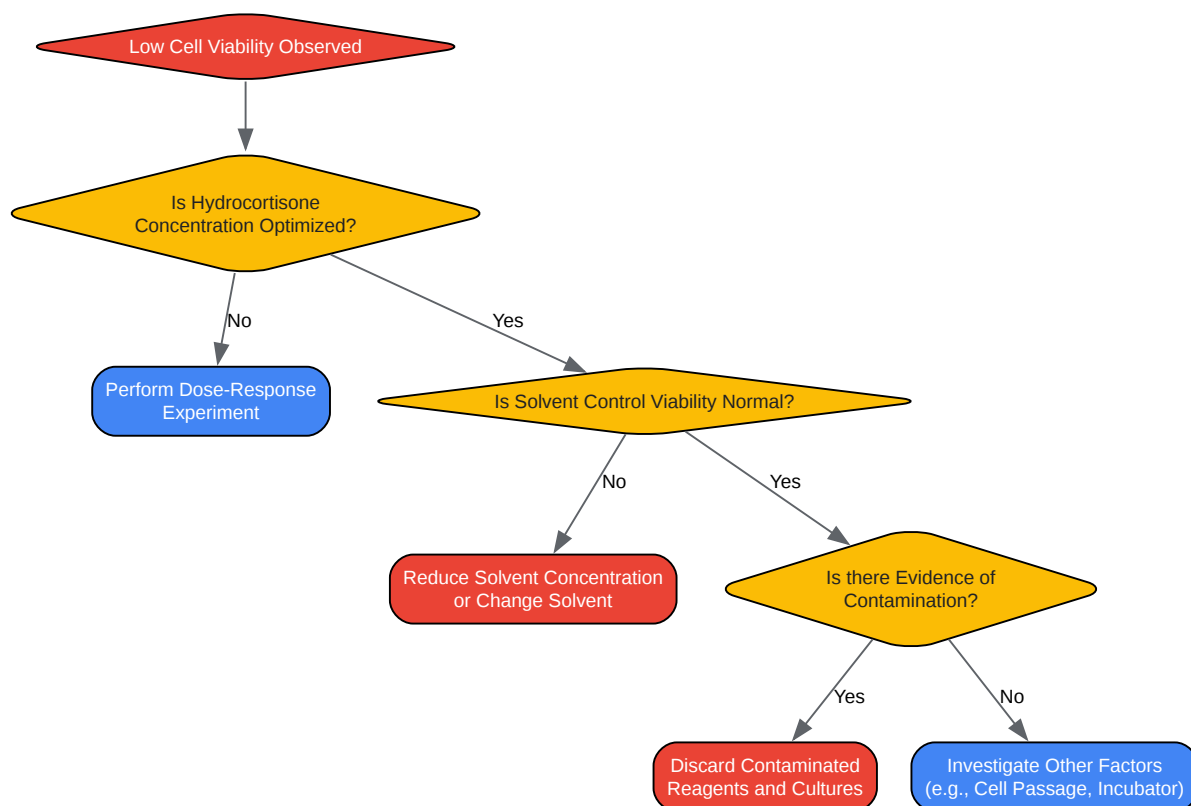 Low Cell Viability Observed
Is Hydrocortisone
Concentration Optimized?
No
Yes
Perform Dose-Response
Experiment
Is Solvent Control Viability Normal?
No
Yes
Reduce Solvent Concentration
or Change Solvent
Is there Evidence of
Contamination?
Yes
No
Discard Contaminated
Reagents and Cultures
Investigate Other Factors
(e.g., Cell Passage, Incubator)